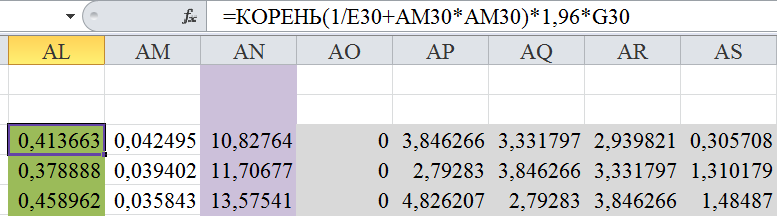 fx =КОРЕНЬ(1/E30+AM30*AM30)*1,96*G30
AL AM AN AO AP AQ AR AS
0,413663 0,042495 10,82764 0 3,846266 3,331797 2,939821 0,305708
0,378888 0,039402 11,70677 0 2,79283 3,846266 3,331797 1,310179
0,458962 0,035843 13,57541 0 4,826207 2,79283 3,846266 1,48487